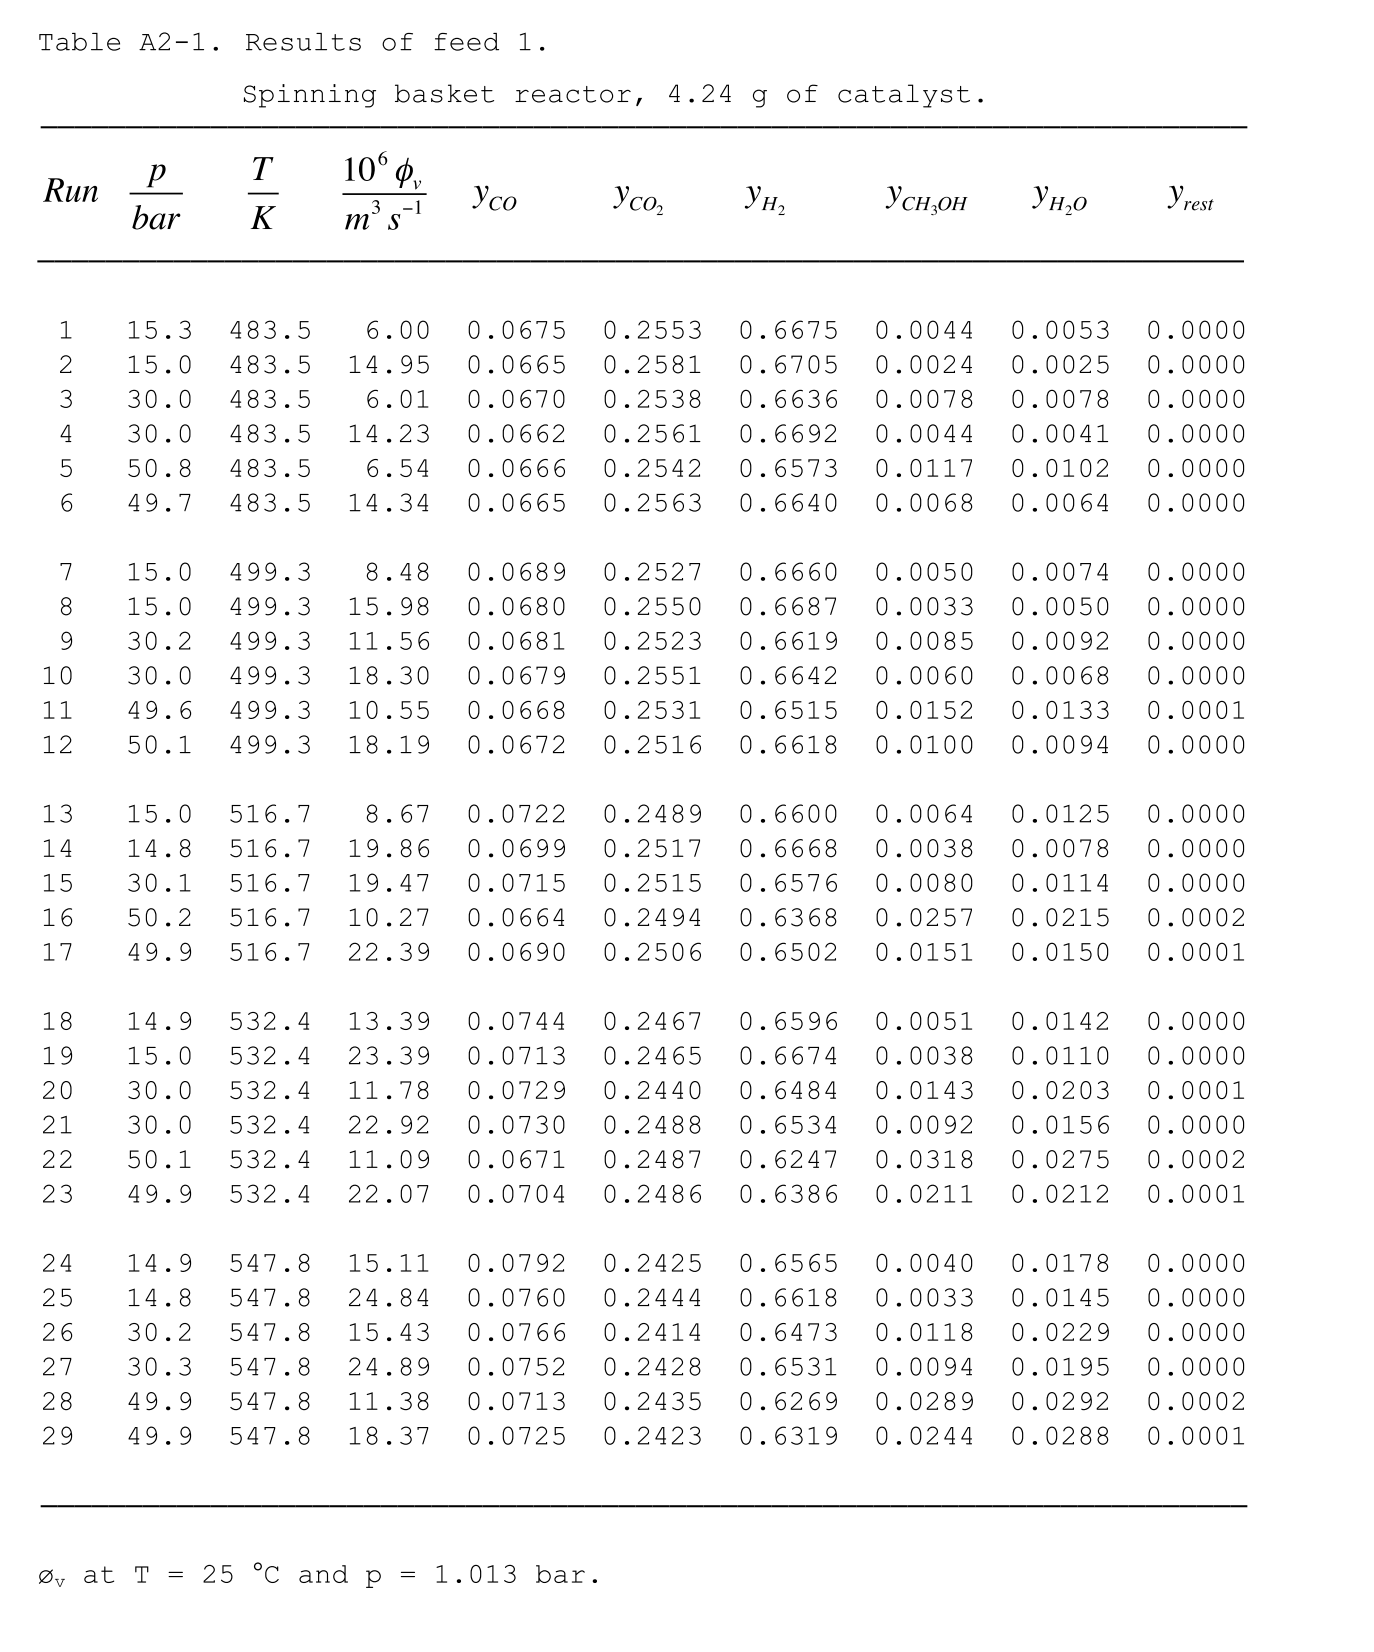 Table A2-1. Results of feed 1.
Spinning basket reactor, 4.24 g of catalyst.
Run p/bar T/K 10⁶ ϕᵥ/m³ s⁻¹ y_CO y_CO₂ y_H₂ y_CH₃OH y_H₂O y_rest
1 15.3 483.5 6.00 0.0675 0.2553 0.6675 0.0044 0.0053 0.0000
2 15.0 483.5 14.95 0.0665 0.2581 0.6705 0.0024 0.0025 0.0000
3 30.0 483.5 6.01 0.0670 0.2538 0.6636 0.0078 0.0078 0.0000
4 30.0 483.5 14.23 0.0662 0.2561 0.6692 0.0044 0.0041 0.0000
5 50.8 483.5 6.54 0.0666 0.2542 0.6573 0.0117 0.0102 0.0000
6 49.7 483.5 14.34 0.0665 0.2563 0.6640 0.0068 0.0064 0.0000
7 15.0 499.3 8.48 0.0689 0.2527 0.6660 0.0050 0.0074 0.0000
8 15.0 499.3 15.98 0.0680 0.2550 0.6687 0.0033 0.0050 0.0000
9 30.2 499.3 11.56 0.0681 0.2523 0.6619 0.0085 0.0092 0.0000
10 30.0 499.3 18.30 0.0679 0.2551 0.6642 0.0060 0.0068 0.0000
11 49.6 499.3 10.55 0.0668 0.2531 0.6515 0.0152 0.0133 0.0001
12 50.1 499.3 18.19 0.0672 0.2516 0.6618 0.0100 0.0094 0.0000
13 15.0 516.7 8.67 0.0722 0.2489 0.6600 0.0064 0.0125 0.0000
14 14.8 516.7 19.86 0.0699 0.2517 0.6668 0.0038 0.0078 0.0000
15 30.1 516.7 19.47 0.0715 0.2515 0.6576 0.0080 0.0114 0.0000
16 50.2 516.7 10.27 0.0664 0.2494 0.6368 0.0257 0.0215 0.0002
17 49.9 516.7 22.39 0.0690 0.2506 0.6502 0.0151 0.0150 0.0001
18 14.9 532.4 13.39 0.0744 0.2467 0.6596 0.0051 0.0142 0.0000
19 15.0 532.4 23.39 0.0713 0.2465 0.6674 0.0038 0.0110 0.0000
20 30.0 532.4 11.78 0.0729 0.2440 0.6484 0.0143 0.0203 0.0001
21 30.0 532.4 22.92 0.0730 0.2488 0.6534 0.0092 0.0156 0.0000
22 50.1 532.4 11.09 0.0671 0.2487 0.6247 0.0318 0.0275 0.0002
23 49.9 532.4 22.07 0.0704 0.2486 0.6386 0.0211 0.0212 0.0001
24 14.9 547.8 15.11 0.0792 0.2425 0.6565 0.0040 0.0178 0.0000
25 14.8 547.8 24.84 0.0760 0.2444 0.6618 0.0033 0.0145 0.0000
26 30.2 547.8 15.43 0.0766 0.2414 0.6473 0.0118 0.0229 0.0000
27 30.3 547.8 24.89 0.0752 0.2428 0.6531 0.0094 0.0195 0.0000
28 49.9 547.8 11.38 0.0713 0.2435 0.6269 0.0289 0.0292 0.0002
29 49.9 547.8 18.37 0.0725 0.2423 0.6319 0.0244 0.0288 0.0001
øᵥ at T = 25 °C and p = 1.013 bar.